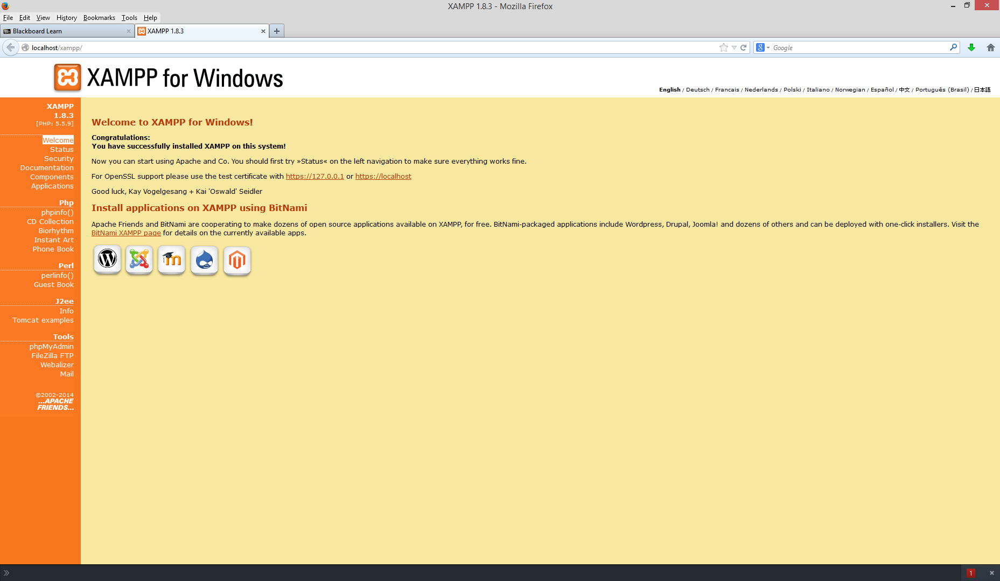 XAMPP 1.8.3 - Mozilla Firefox
File Edit View History Bookmarks Tools Help
Blackboard Learn
XAMPP 1.8.3
localhost/xampp/
Google
XAMPP for Windows
English / Deutsch / Francais / Nederlands / Polski / Italiano / Norwegian / Español / 中文 / Português (Brasil) / 日本語
XAMPP
1.8.3
[PHP: 5.5.9]
Welcome
Status
Security
Documentation
Components
Applications
Php
phpinfo()
CD Collection
Biorhythm
Instant Art
Phone Book
Perl
perlinfo()
Guest Book
J2ee
Info
Tomcat examples
Tools
phpMyAdmin
FileZilla FTP
Webalizer
Mail
©2002-2014
...APACHE
FRIENDS...
Welcome to XAMPP for Windows!
Congratulations:
You have successfully installed XAMPP on this system!
Now you can start using Apache and Co. You should first try »Status« on the left navigation to make sure everything works fine.
For OpenSSL support please use the test certificate with https://127.0.0.1 or https://localhost
Good luck, Kay Vogelgesang + Kai 'Oswald' Seidler
Install applications on XAMPP using BitNami
Apache Friends and BitNami are cooperating to make dozens of open source applications available on XAMPP, for free. BitNami-packaged applications include Wordpress, Drupal, Joomla! and dozens of others and can be deployed with one-click installers. Visit the
BitNami XAMPP page for details on the currently available apps.
1